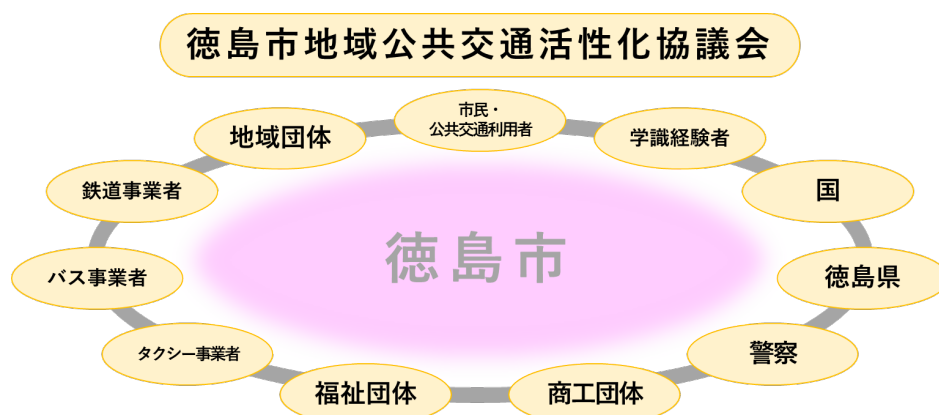 徳島市地域公共交通活性化協議会
市民・
公共交通利用者
地域団体
学識経験者
鉄道事業者
国
徳島市
バス事業者
徳島県
タクシー事業者
警察
福祉団体
商工団体